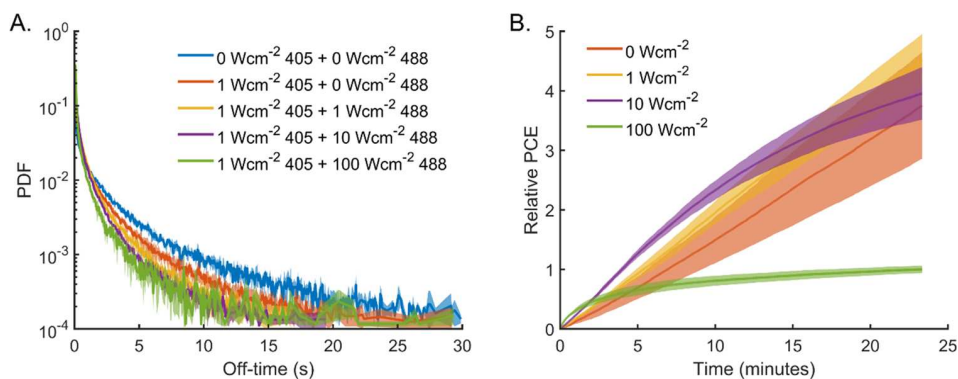 A.
PDF
10⁰
10⁻¹
10⁻²
10⁻³
10⁻⁴
0 Wcm⁻² 405 + 0 Wcm⁻² 488
1 Wcm⁻² 405 + 0 Wcm⁻² 488
1 Wcm⁻² 405 + 1 Wcm⁻² 488
1 Wcm⁻² 405 + 10 Wcm⁻² 488
1 Wcm⁻² 405 + 100 Wcm⁻² 488
0 5 10 15 20 25 30
Off-time (s)
B.
Relative PCE
5
4
3
2
1
0
0 Wcm⁻²
1 Wcm⁻²
10 Wcm⁻²
100 Wcm⁻²
0 5 10 15 20 25
Time (minutes)